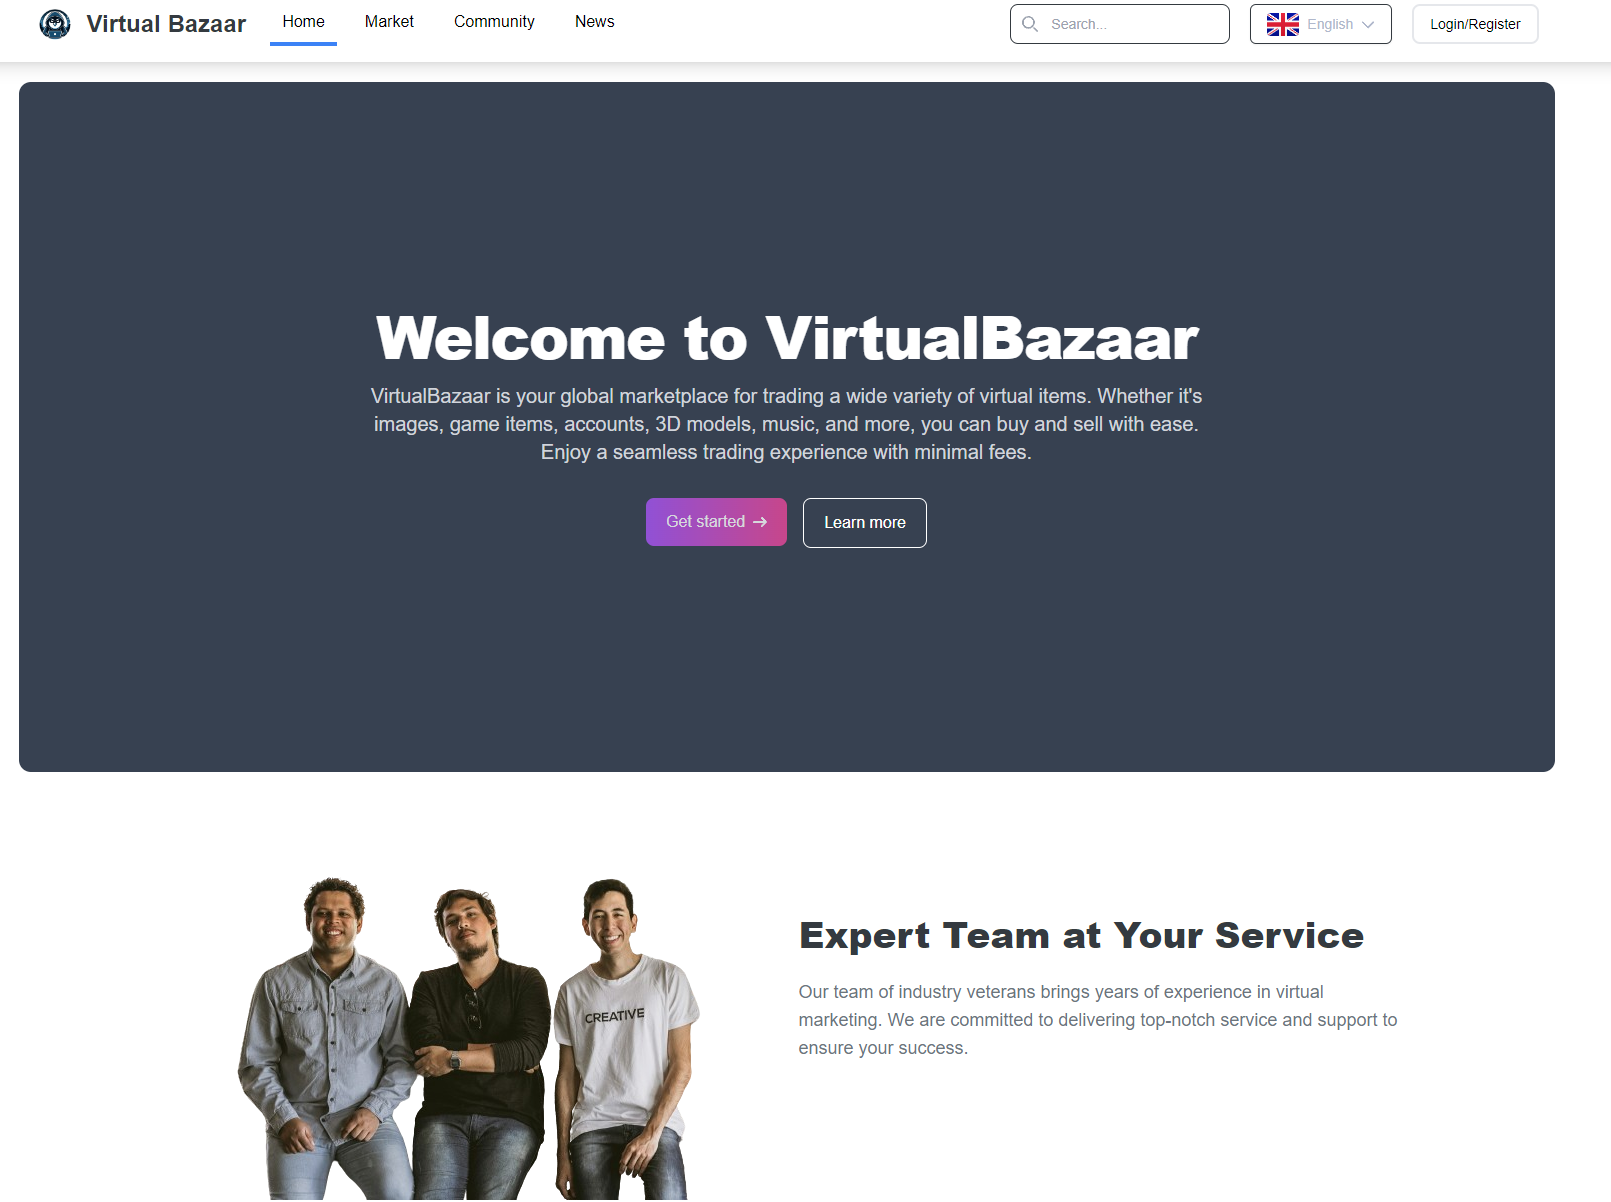 Virtual Bazaar
Home
Market
Community
News
Search...
English
Login/Register
Welcome to VirtualBazaar
VirtualBazaar is your global marketplace for trading a wide variety of virtual items. Whether it's
images, game items, accounts, 3D models, music, and more, you can buy and sell with ease.
Enjoy a seamless trading experience with minimal fees.
Get started →
Learn more
CREATIVE
Expert Team at Your Service
Our team of industry veterans brings years of experience in virtual
marketing. We are committed to delivering top-notch service and support to
ensure your success.